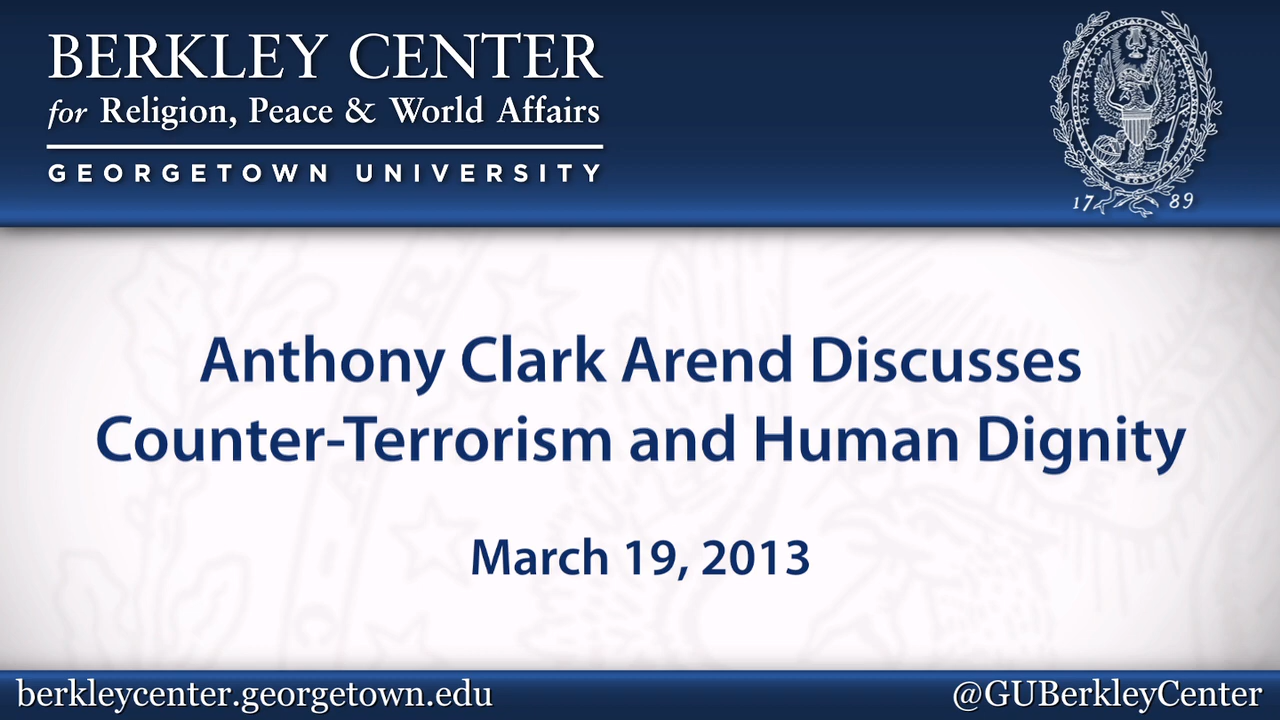 BERKLEY CENTER
for Religion, Peace & World Affairs
GEORGETOWN UNIVERSITY
17 89
Anthony Clark Arend Discusses
Counter-Terrorism and Human Dignity
March 19, 2013
berkleycenter.georgetown.edu
@GUBerkleyCenter